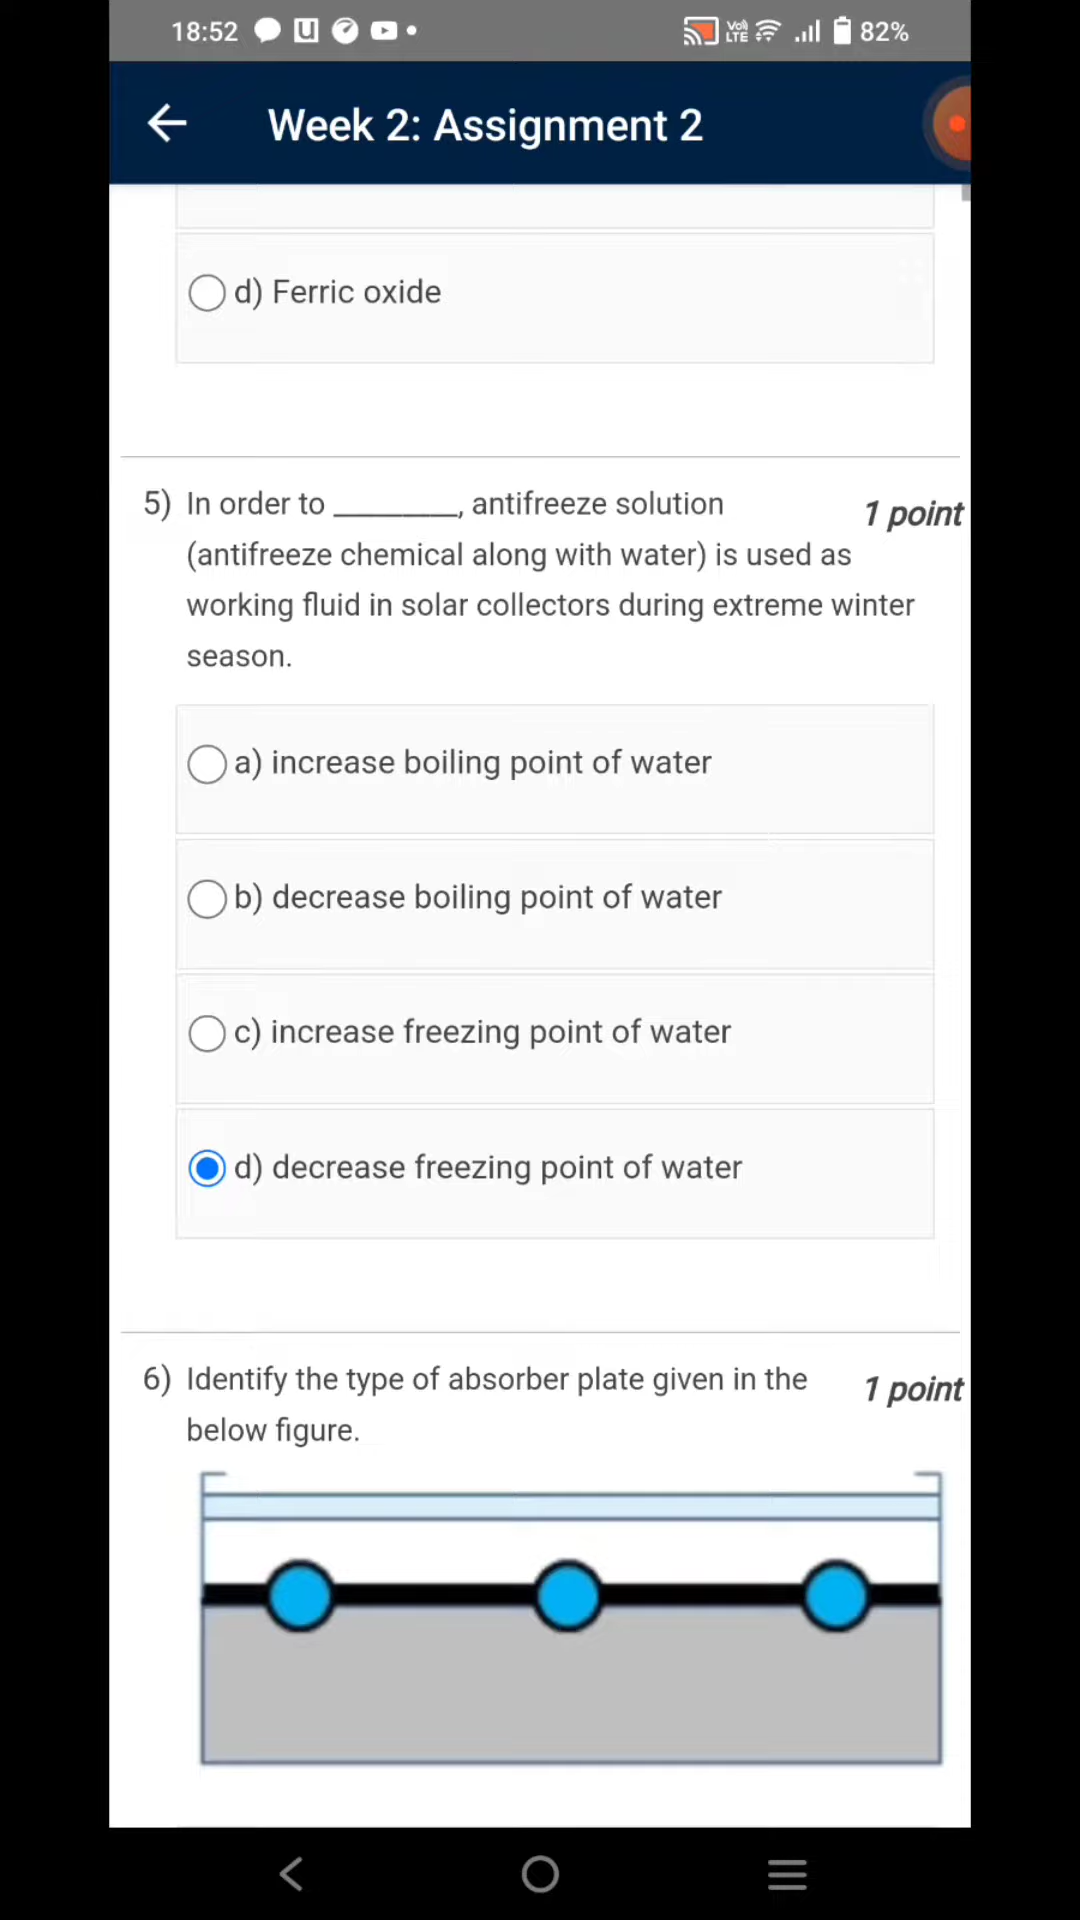 18:52
82%
Week 2: Assignment 2
d) Ferric oxide
5) In order to ________, antifreeze solution
1 point
(antifreeze chemical along with water) is used as
working fluid in solar collectors during extreme winter
season.
a) increase boiling point of water
b) decrease boiling point of water
c) increase freezing point of water
d) decrease freezing point of water
6) Identify the type of absorber plate given in the
1 point
below figure.